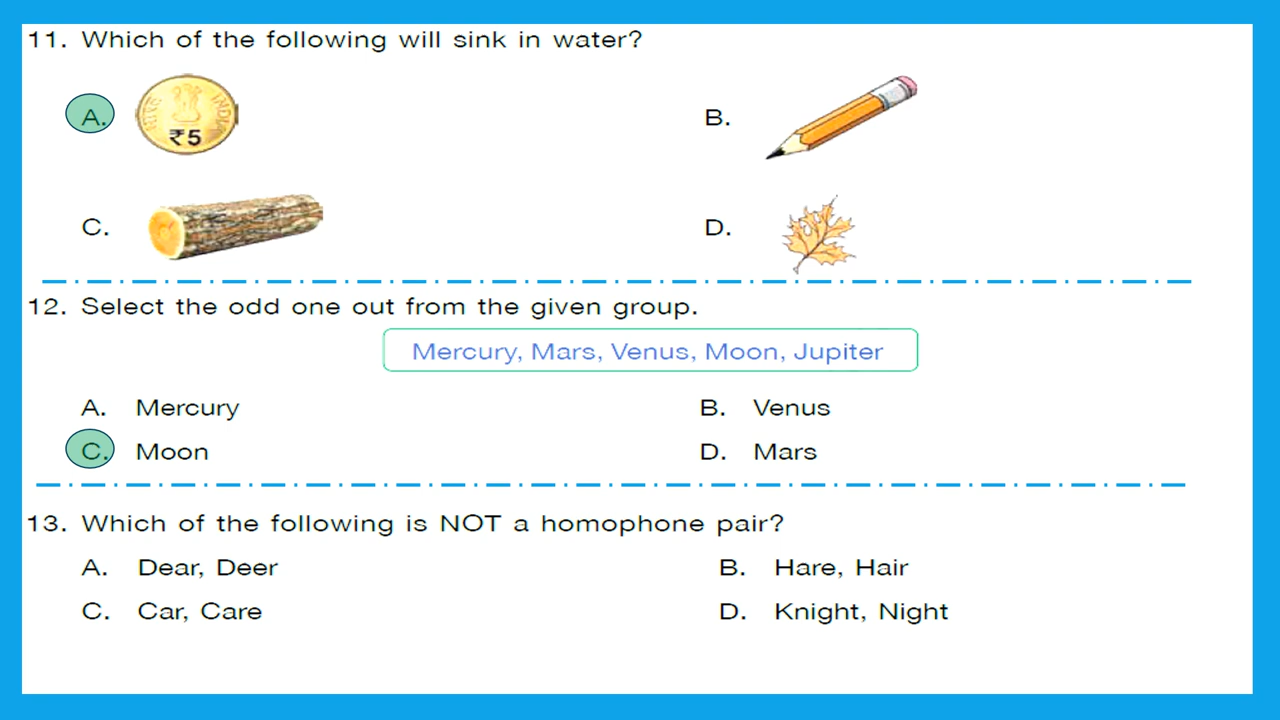 11. Which of the following will sink in water?
A. ₹5 INDIA B.
C. D.
12. Select the odd one out from the given group.
Mercury, Mars, Venus, Moon, Jupiter
A. Mercury B. Venus
C. Moon D. Mars
13. Which of the following is NOT a homophone pair?
A. Dear, Deer B. Hare, Hair
C. Car, Care D. Knight, Night